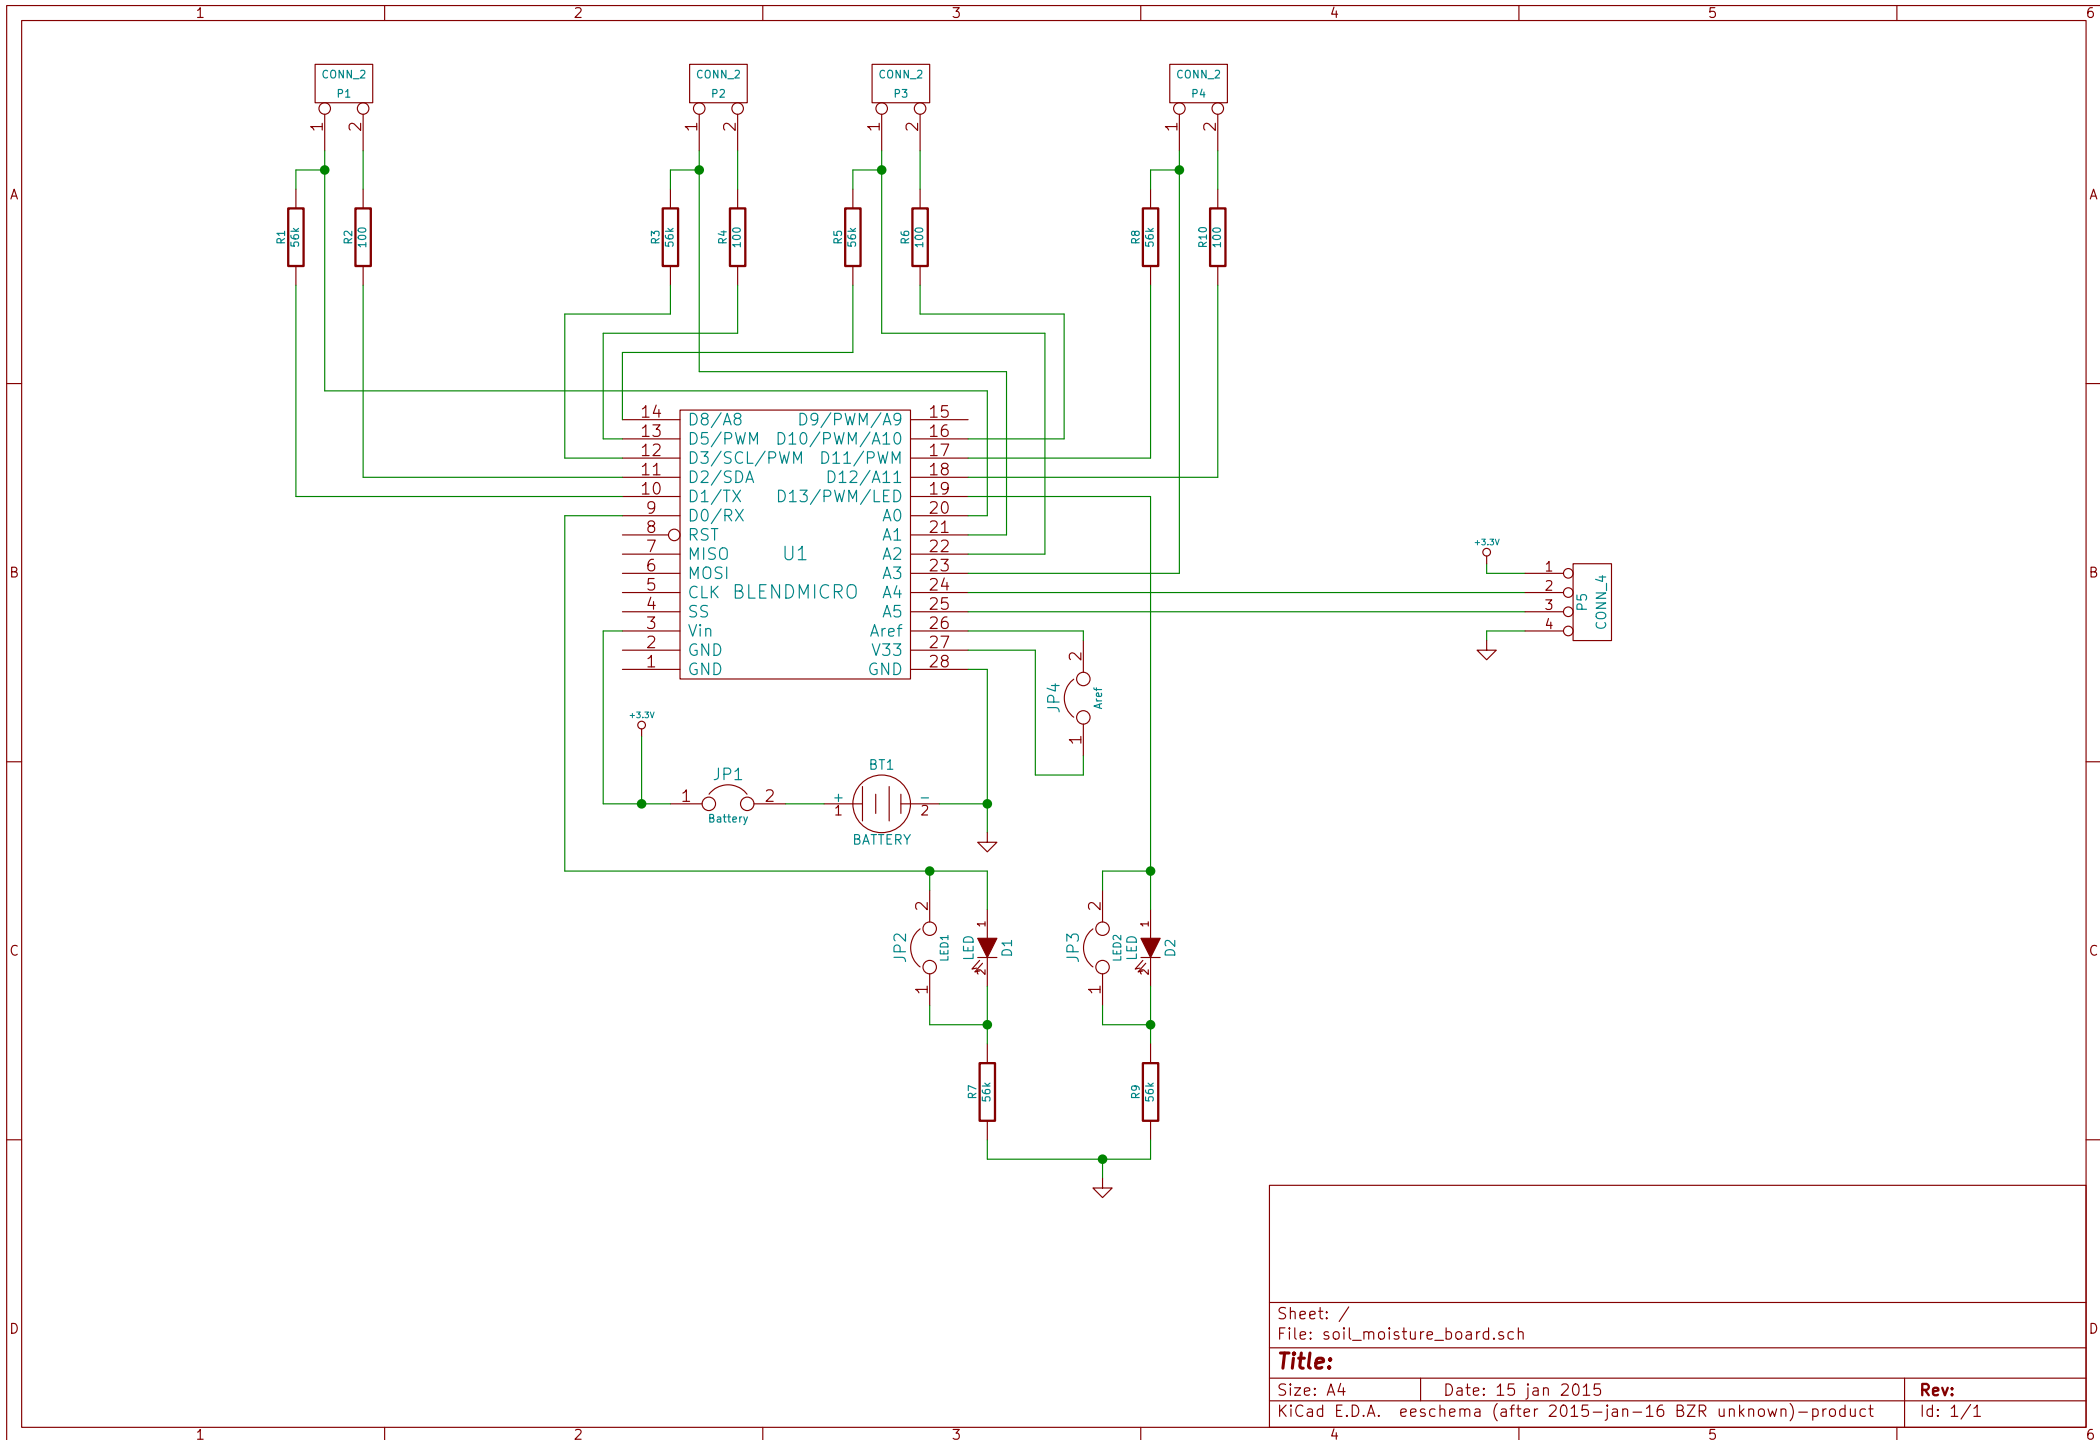 1 2 3 4 5 6
CONN_2 CONN_2 CONN_2 CONN_2
P1 P2 P3 P4
1 2 1 2 1 2 1 2
A A
R1 56k R2 100 R3 56k R4 100 R5 56k R6 100 R8 56k R10 100
14 D8/A8 D9/PWM/A9 15
13 D5/PWM D10/PWM/A10 16
12 D3/SCL/PWM D11/PWM 17
11 D2/SDA D12/A11 18
10 D1/TX D13/PWM/LED 19
9 D0/RX A0 20
8 RST A1 21
7 MISO U1 A2 22
6 MOSI A3 23
5 CLK BLENDMICRO A4 24
4 SS A5 25
3 Vin Aref 26
2 GND V33 27
1 GND GND 28
+3.3V
B B
1
2
3
4
P5
CONN_4
2
JP4 Aref
1
+3.3V
JP1
1 2
Battery
BT1
+ -
1 2
BATTERY
2 1 2 1
C JP2 LED1 LED D1 JP3 LED2 LED D2 C
1 2 1 2
R7 56k R9 56k
D D
Sheet: /
File: soil_moisture_board.sch
Title:
Size: A4 Date: 15 jan 2015 Rev:
KiCad E.D.A. eeschema (after 2015-jan-16 BZR unknown)-product Id: 1/1
1 2 3 4 5 6